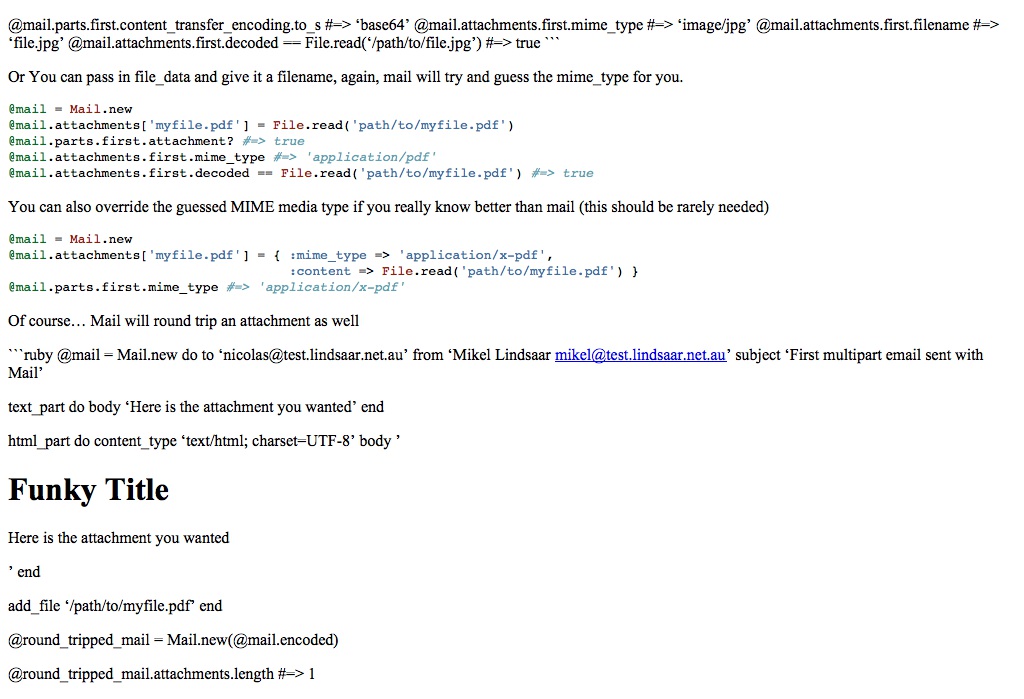 @mail.parts.first.content_transfer_encoding.to_s #=> ‘base64’ @mail.attachments.first.mime_type #=> ‘image/jpg’ @mail.attachments.first.filename #=>
‘file.jpg’ @mail.attachments.first.decoded == File.read(‘/path/to/file.jpg’) #=> true ```
Or You can pass in file_data and give it a filename, again, mail will try and guess the mime_type for you.
@mail = Mail.new
@mail.attachments['myfile.pdf'] = File.read('path/to/myfile.pdf')
@mail.parts.first.attachment? #=> true
@mail.attachments.first.mime_type #=> 'application/pdf'
@mail.attachments.first.decoded == File.read('path/to/myfile.pdf') #=> true
You can also override the guessed MIME media type if you really know better than mail (this should be rarely needed)
@mail = Mail.new
@mail.attachments['myfile.pdf'] = { :mime_type => 'application/x-pdf',
:content => File.read('path/to/myfile.pdf') }
@mail.parts.first.mime_type #=> 'application/x-pdf'
Of course… Mail will round trip an attachment as well
```ruby @mail = Mail.new do to ‘nicolas@test.lindsaar.net.au’ from ‘Mikel Lindsaar mikel@test.lindsaar.net.au’ subject ‘First multipart email sent with
Mail’
text_part do body ‘Here is the attachment you wanted’ end
html_part do content_type ‘text/html; charset=UTF-8’ body ’
Funky Title
Here is the attachment you wanted
’ end
add_file ‘/path/to/myfile.pdf’ end
@round_tripped_mail = Mail.new(@mail.encoded)
@round_tripped_mail.attachments.length #=> 1